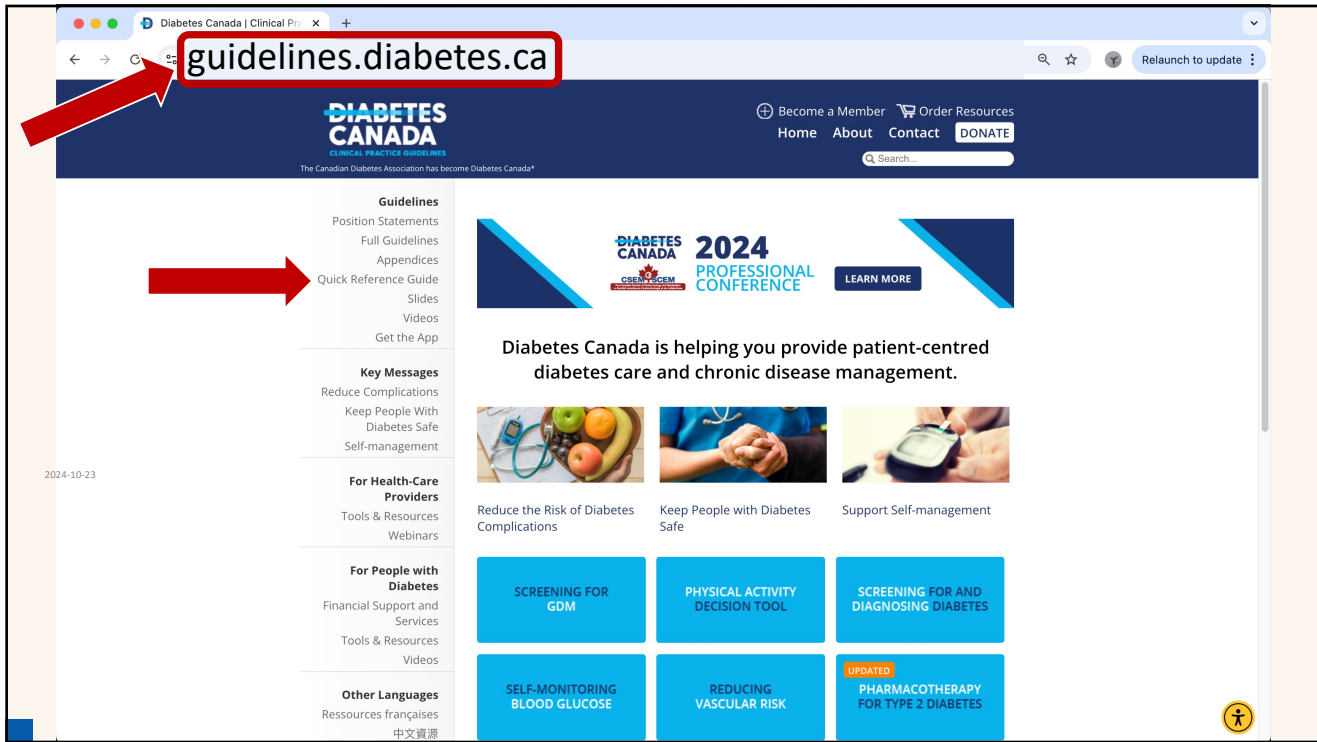 Diabetes Canada | Clinical Pra
guidelines.diabetes.ca
Relaunch to update
DIABETES
CANADA
CLINICAL PRACTICE GUIDELINES
The Canadian Diabetes Association has become Diabetes Canada*
Become a Member Order Resources
Home About Contact DONATE
Search...
Guidelines
Position Statements
Full Guidelines
Appendices
Quick Reference Guide
Slides
Videos
Get the App
Key Messages
Reduce Complications
Keep People With
Diabetes Safe
Self-management
2024-10-23
For Health-Care
Providers
Tools & Resources
Webinars
For People with
Diabetes
Financial Support and
Services
Tools & Resources
Videos
Other Languages
Ressources françaises
中文資源
DIABETES
CANADA
CSEM SCEM
2024
PROFESSIONAL
CONFERENCE
LEARN MORE
Diabetes Canada is helping you provide patient-centred
diabetes care and chronic disease management.
Reduce the Risk of Diabetes
Complications
Keep People with Diabetes
Safe
Support Self-management
SCREENING FOR
GDM
PHYSICAL ACTIVITY
DECISION TOOL
SCREENING FOR AND
DIAGNOSING DIABETES
SELF-MONITORING
BLOOD GLUCOSE
REDUCING
VASCULAR RISK
UPDATED
PHARMACOTHERAPY
FOR TYPE 2 DIABETES